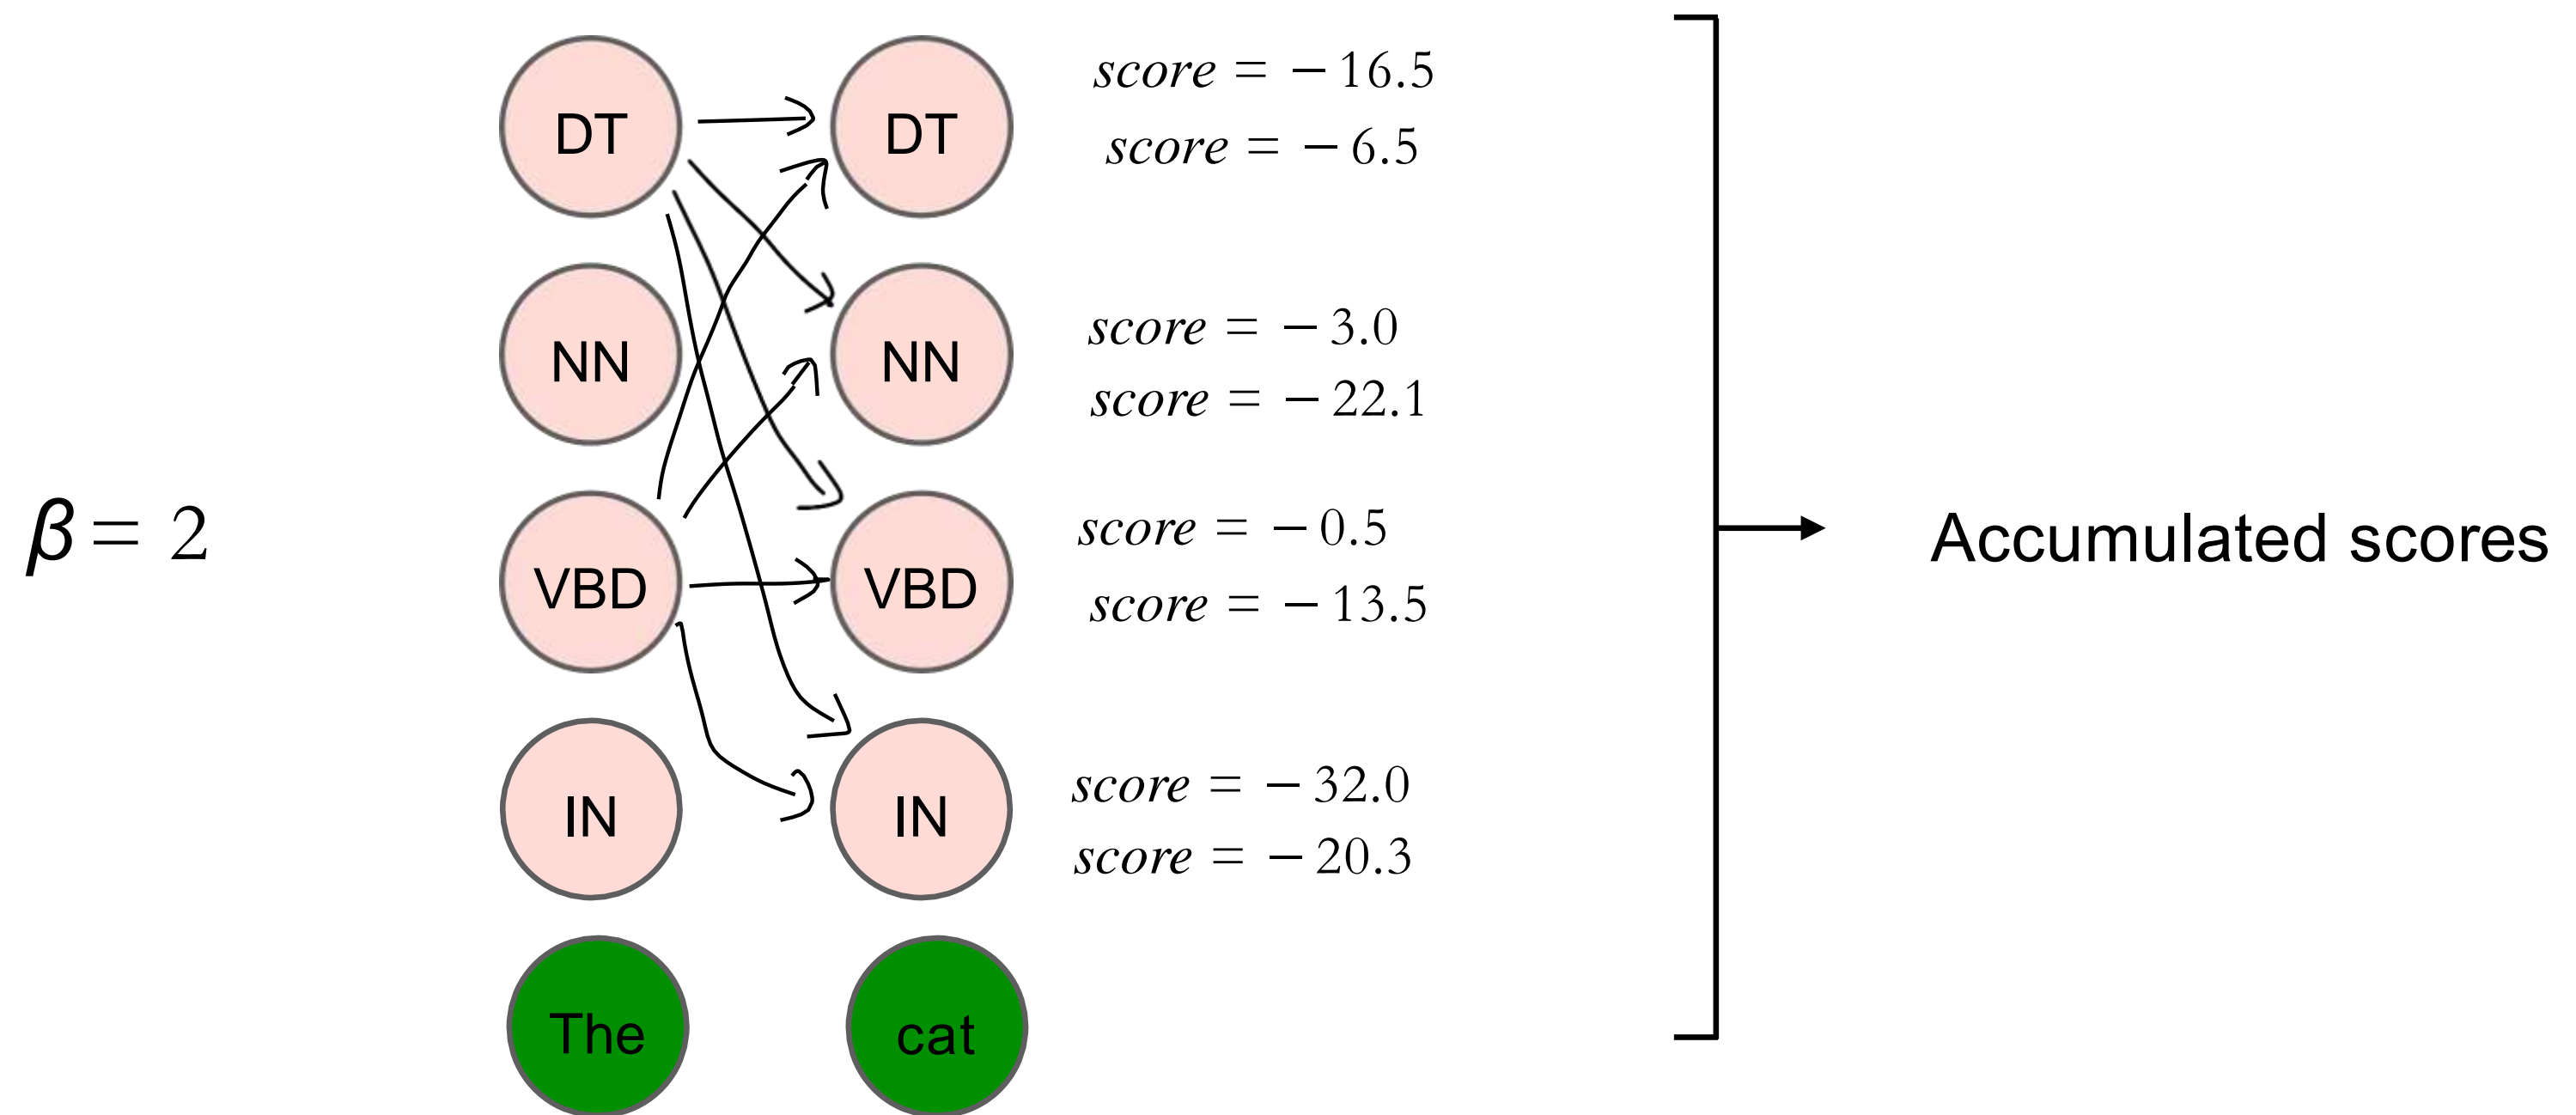 DT DT score = − 16.5
score = − 6.5
NN NN score = − 3.0
score = − 22.1
β = 2
VBD VBD score = − 0.5
score = − 13.5
Accumulated scores
IN IN score = − 32.0
score = − 20.3
The cat